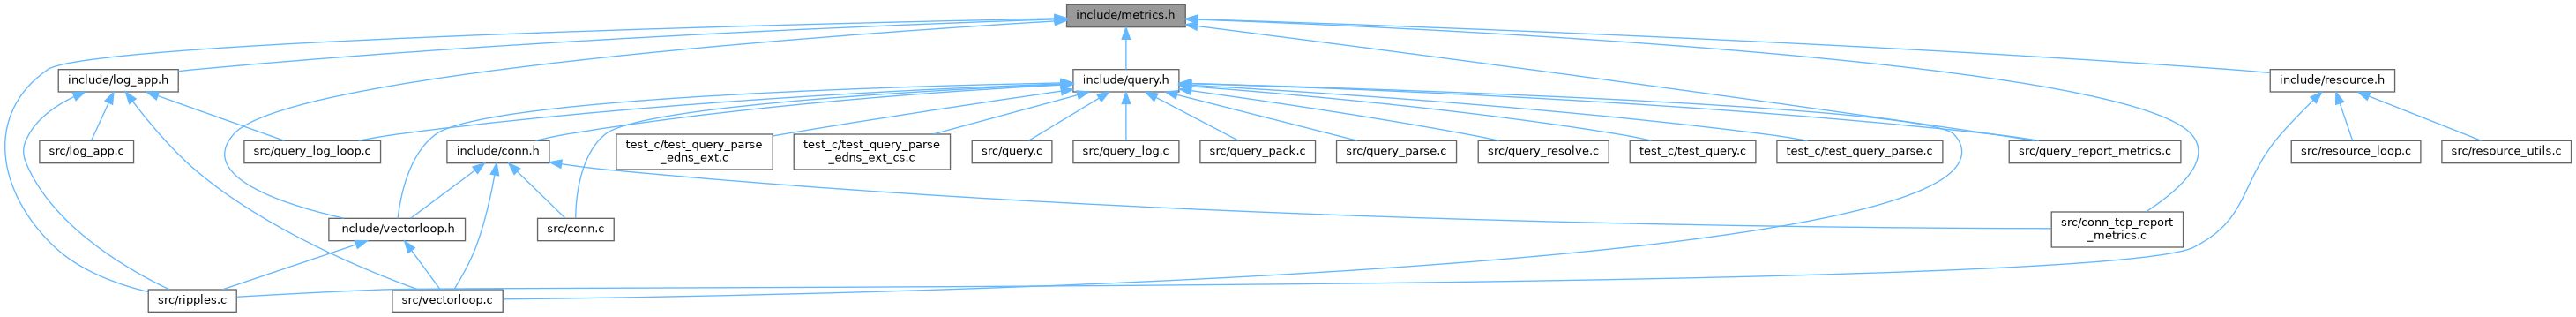 include/metrics.h
include/log_app.h
include/query.h
include/resource.h
src/log_app.c
src/query_log_loop.c
include/conn.h
test_c/test_query_parse
_edns_ext.c
test_c/test_query_parse
_edns_ext_cs.c
src/query.c
src/query_log.c
src/query_pack.c
src/query_parse.c
src/query_resolve.c
test_c/test_query.c
test_c/test_query_parse.c
src/query_report_metrics.c
src/resource_loop.c
src/resource_utils.c
include/vectorloop.h
src/conn.c
src/conn_tcp_report
_metrics.c
src/ripples.c
src/vectorloop.c